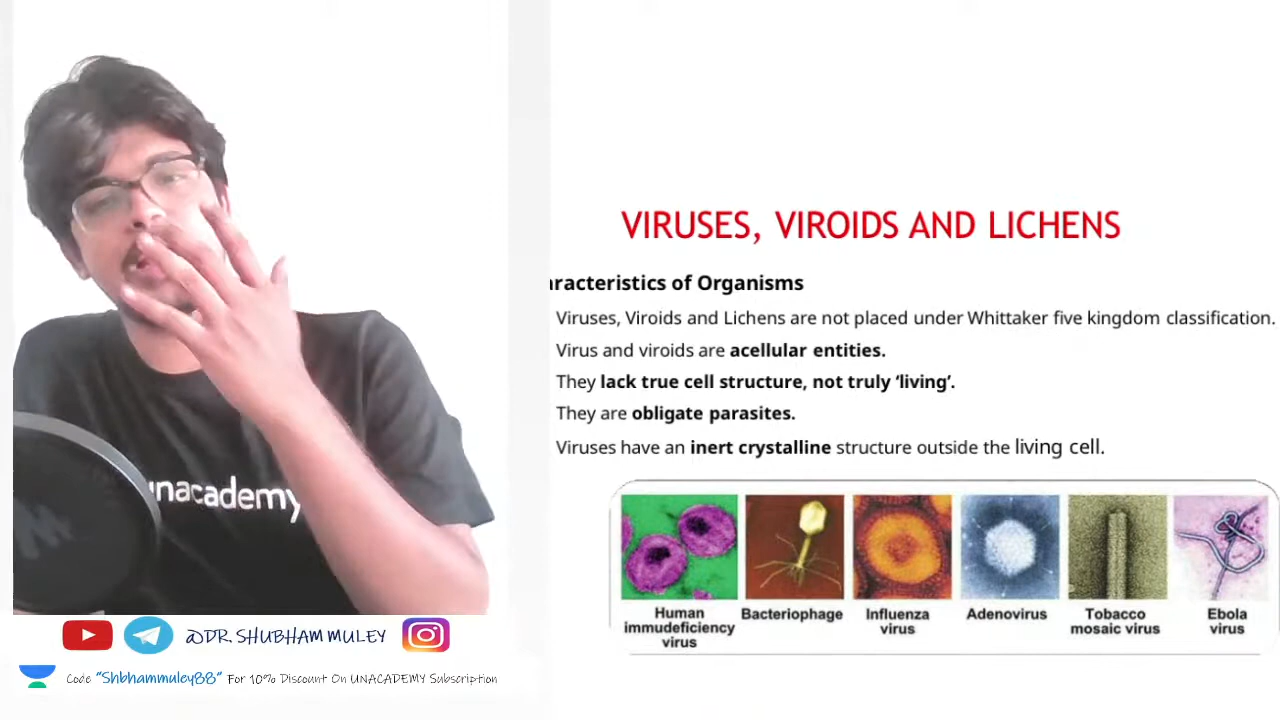 VIRUSES, VIROIDS AND LICHENS
aracteristics of Organisms
Viruses, Viroids and Lichens are not placed under Whittaker five kingdom classification.
Virus and viroids are acellular entities.
They lack true cell structure, not truly ‘living’.
They are obligate parasites.
Viruses have an inert crystalline structure outside the living cell.
Human immudeficiency virus
Bacteriophage
Influenza virus
Adenovirus
Tobacco mosaic virus
Ebola virus
unacademy
@DR. SHUBHAM MULEY
Code "Shbhammuley88" For 10% Discount On UNACADEMY Subscription